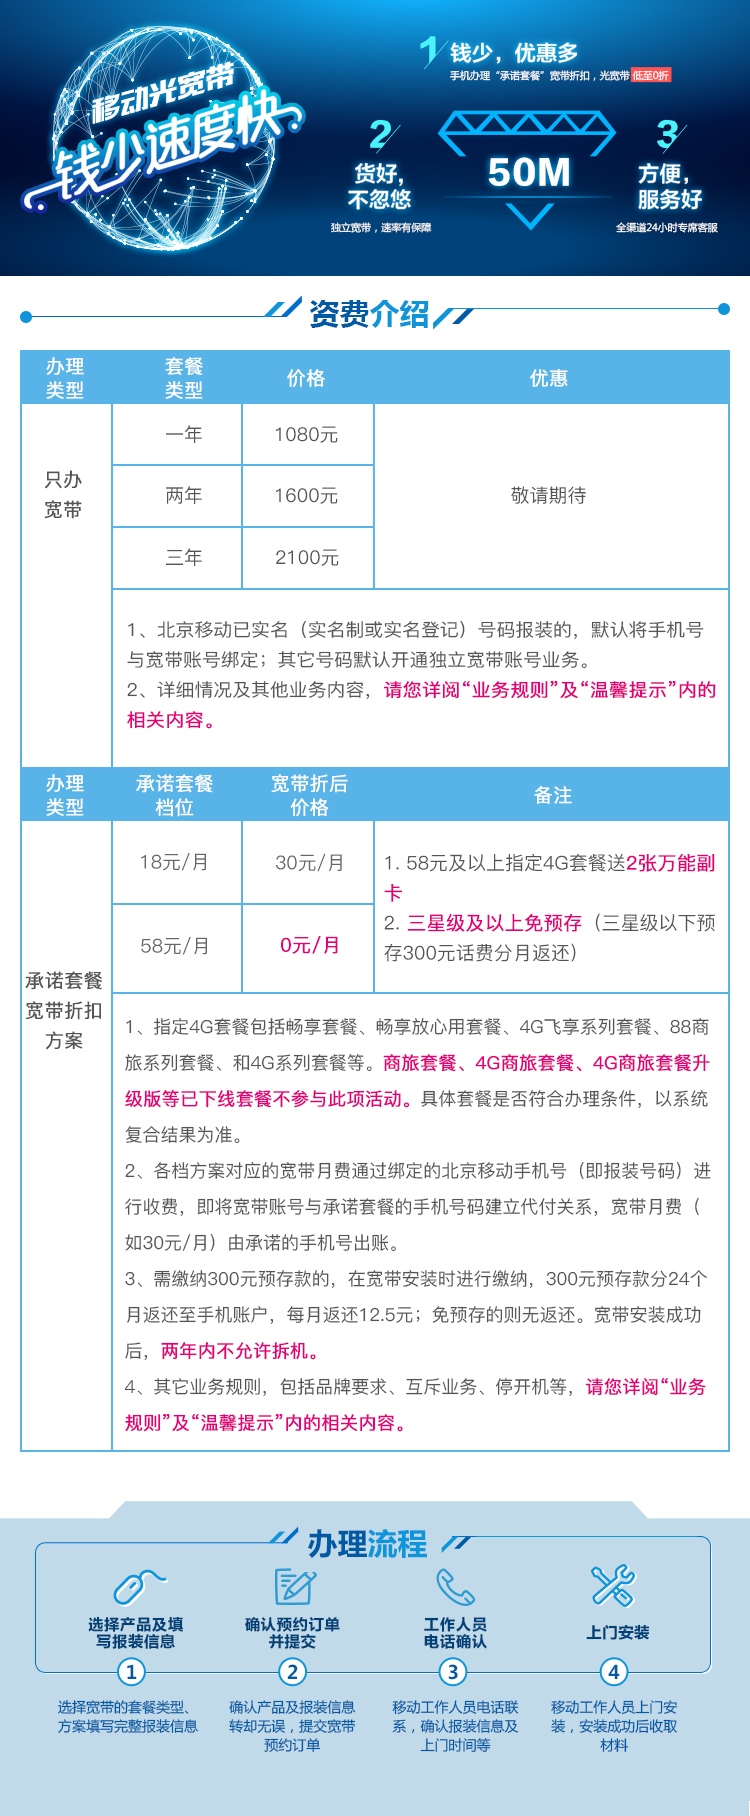 移动光宽带
钱少速度快
1 钱少，优惠多
手机办理“承诺套餐”宽带折扣，光宽带 低至0折
2
货好，
不忽悠
独立宽带，速率有保障
50M
3
方便，
服务好
全渠道24小时专席客服
资费介绍
办理
类型
套餐
类型
价格
优惠
只办
宽带
一年
1080元
两年
1600元
三年
2100元
敬请期待
1、北京移动已实名（实名制或实名登记）号码报装的，默认将手机号
与宽带账号绑定；其它号码默认开通独立宽带账号业务。
2、详细情况及其他业务内容，请您详阅“业务规则”及“温馨提示”内的
相关内容。
办理
类型
承诺套餐
档位
宽带折后
价格
备注
承诺套餐
宽带折扣
方案
18元/月
30元/月
58元/月
0元/月
1. 58元及以上指定4G套餐送2张万能副
卡
2. 三星级及以上免预存（三星级以下预
存300元话费分月返还）
1、指定4G套餐包括畅享套餐、畅享放心用套餐、4G飞享系列套餐、88商
旅系列套餐、和4G系列套餐等。商旅套餐、4G商旅套餐、4G商旅套餐升
级版等已下线套餐不参与此项活动。具体套餐是否符合办理条件，以系统
复合结果为准。
2、各档方案对应的宽带月费通过绑定的北京移动手机号（即报装号码）进
行收费，即将宽带账号与承诺套餐的手机号码建立代付关系，宽带月费（
如30元/月）由承诺的手机号出账。
3、需缴纳300元预存款的，在宽带安装时进行缴纳，300元预存款分24个
月返还至手机账户，每月返还12.5元；免预存的则无返还。宽带安装成功
后，两年内不允许拆机。
4、其它业务规则，包括品牌要求、互斥业务、停开机等，请您详阅“业务
规则”及“温馨提示”内的相关内容。
办理流程
选择产品及填
写报装信息
1
选择宽带的套餐类型、
方案填写完整报装信息
确认预约订单
并提交
2
确认产品及报装信息
转却无误，提交宽带
预约订单
工作人员
电话确认
3
移动工作人员电话联
系，确认报装信息及
上门时间等
上门安装
4
移动工作人员上门安
装，安装成功后收取
材料